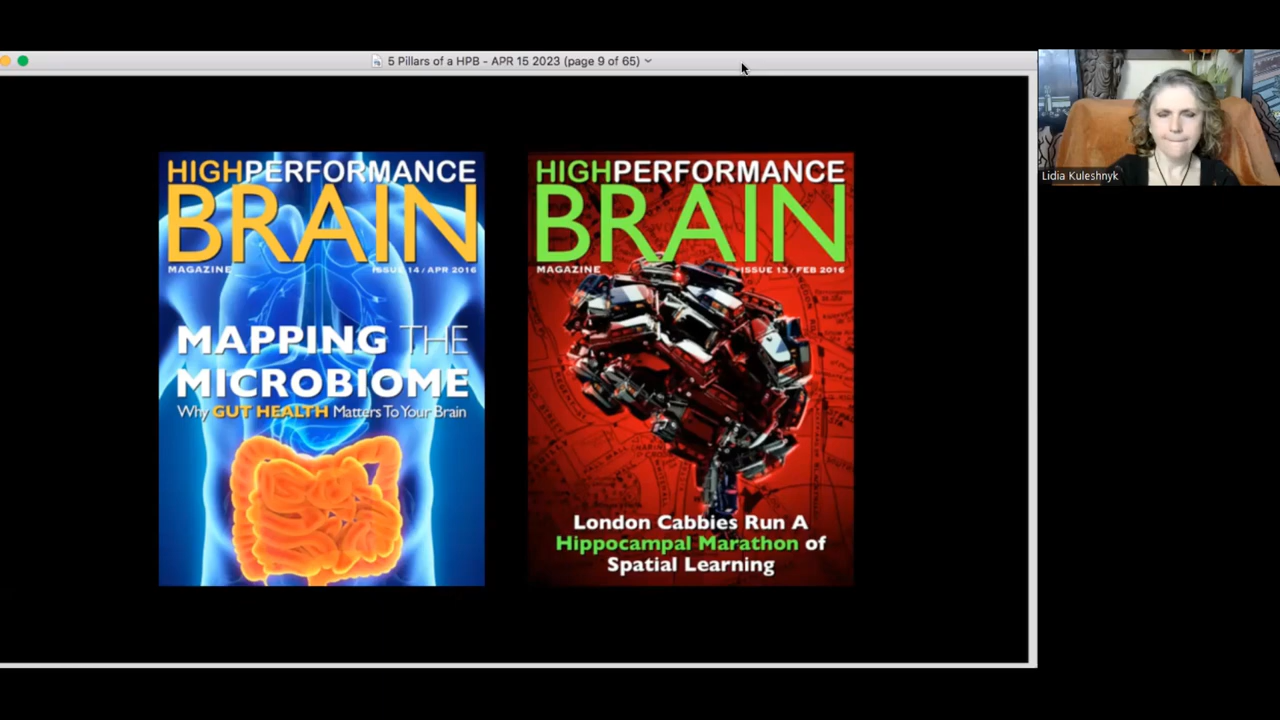 5 Pillars of a HPB - APR 15 2023 (page 9 of 65)
Lidia Kuleshnyk
HIGHPERFORMANCE
BRAIN
MAGAZINE
ISSUE 14 / APR 2016
MAPPING THE
MICROBIOME
Why GUT HEALTH Matters To Your Brain
HIGHPERFORMANCE
BRAIN
MAGAZINE
ISSUE 13 / FEB 2016
London Cabbies Run A
Hippocampal Marathon of
Spatial Learning